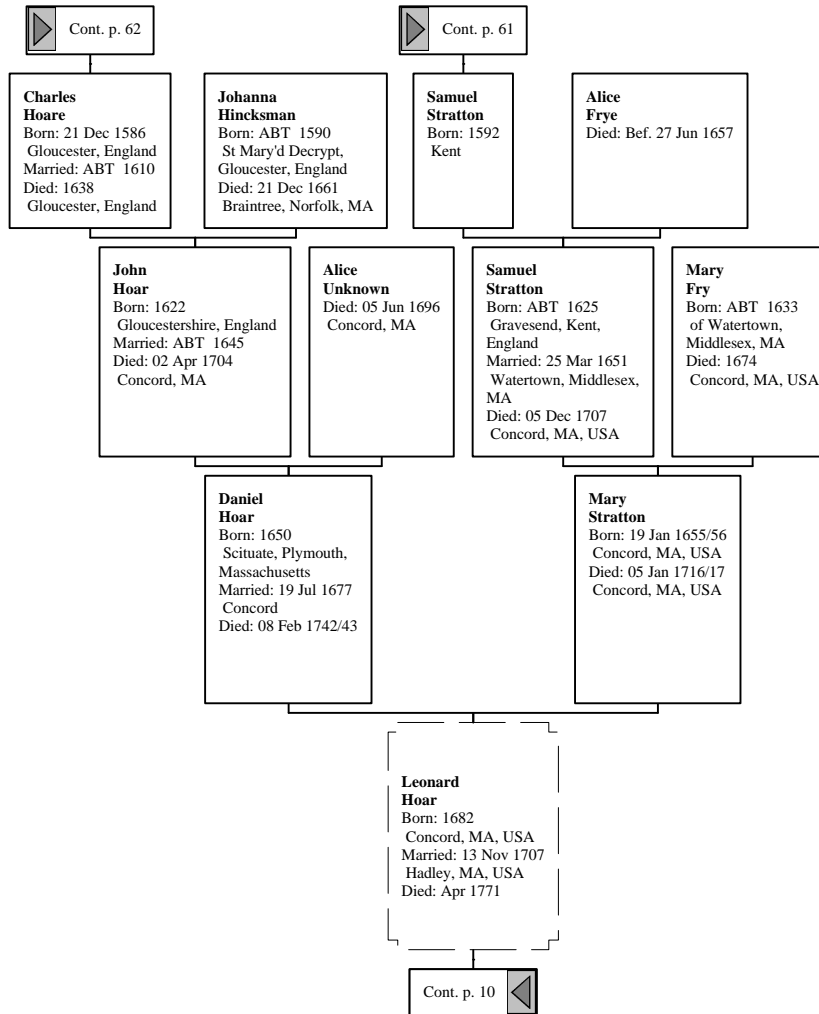 Cont. p. 62
Cont. p. 61
Charles
Hoare
Born: 21 Dec 1586
Gloucester, England
Married: ABT 1610
Died: 1638
Gloucester, England
Johanna
Hincksman
Born: ABT 1590
St Mary'd Decrypt,
Gloucester, England
Died: 21 Dec 1661
Braintree, Norfolk, MA
Samuel
Stratton
Born: 1592
Kent
Alice
Frye
Died: Bef. 27 Jun 1657
John
Hoar
Born: 1622
Gloucestershire, England
Married: ABT 1645
Died: 02 Apr 1704
Concord, MA
Alice
Unknown
Died: 05 Jun 1696
Concord, MA
Samuel
Stratton
Born: ABT 1625
Gravesend, Kent,
England
Married: 25 Mar 1651
Watertown, Middlesex,
MA
Died: 05 Dec 1707
Concord, MA, USA
Mary
Fry
Born: ABT 1633
of Watertown,
Middlesex, MA
Died: 1674
Concord, MA, USA
Daniel
Hoar
Born: 1650
Scituate, Plymouth,
Massachusetts
Married: 19 Jul 1677
Concord
Died: 08 Feb 1742/43
Mary
Stratton
Born: 19 Jan 1655/56
Concord, MA, USA
Died: 05 Jan 1716/17
Concord, MA, USA
Leonard
Hoar
Born: 1682
Concord, MA, USA
Married: 13 Nov 1707
Hadley, MA, USA
Died: Apr 1771
Cont. p. 10